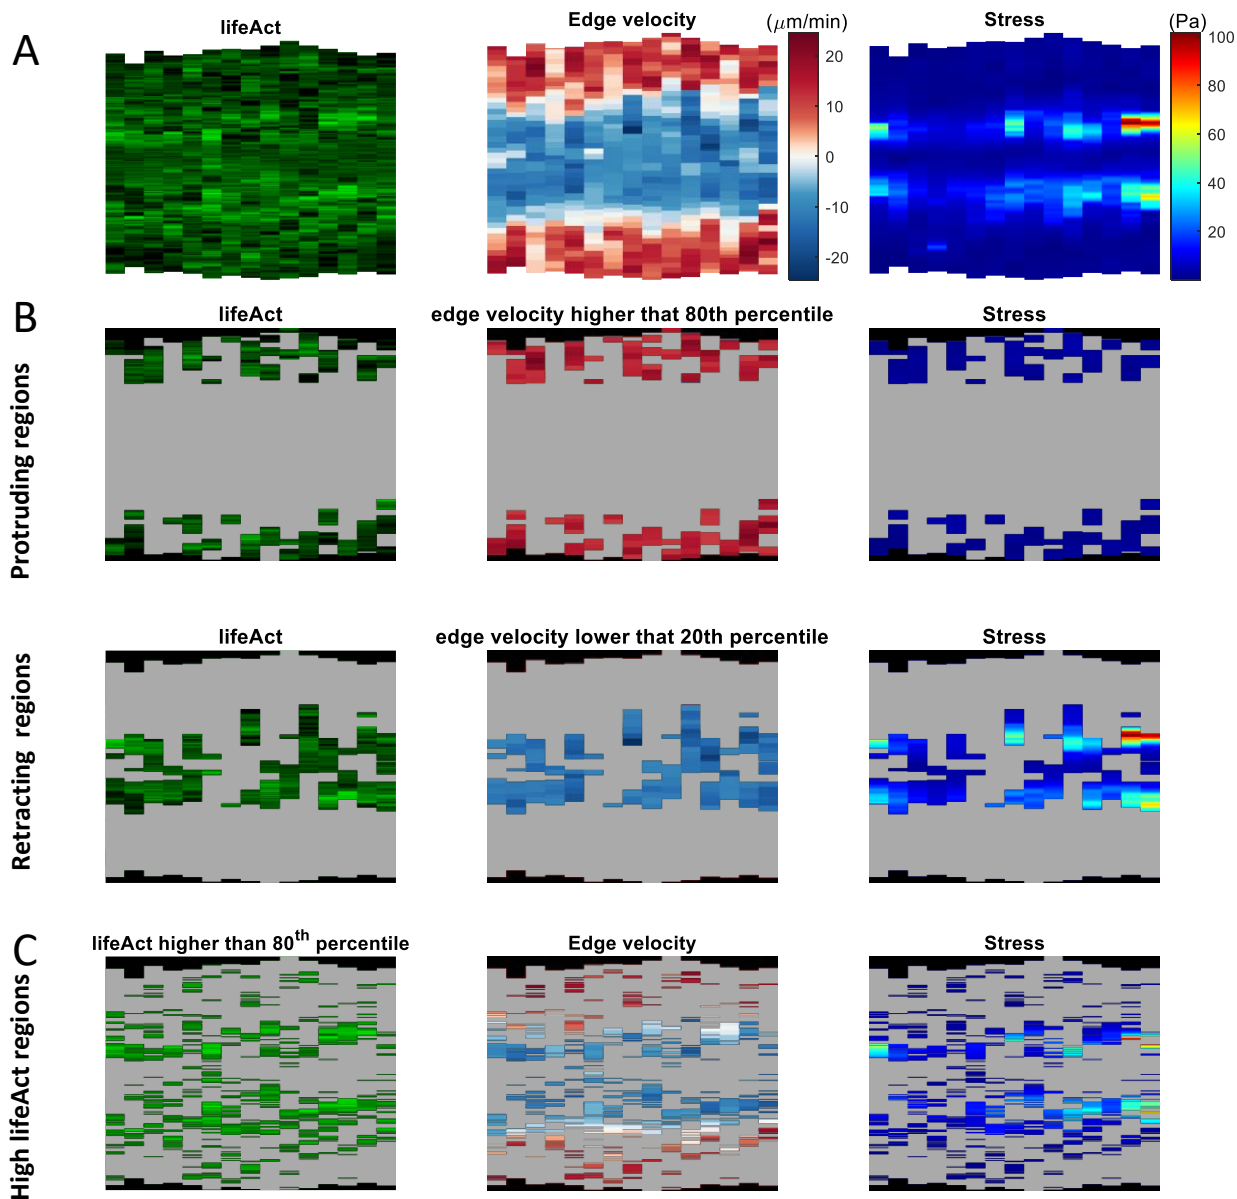 A
lifeAct
Edge velocity
(μm/min)
Stress
(Pa)
20
10
0
-10
-20
100
80
60
40
20
B
Protruding regions
lifeAct
edge velocity higher that 80th percentile
Stress
Retracting regions
lifeAct
edge velocity lower that 20th percentile
Stress
C
High lifeAct regions
lifeAct higher than 80th percentile
Edge velocity
Stress